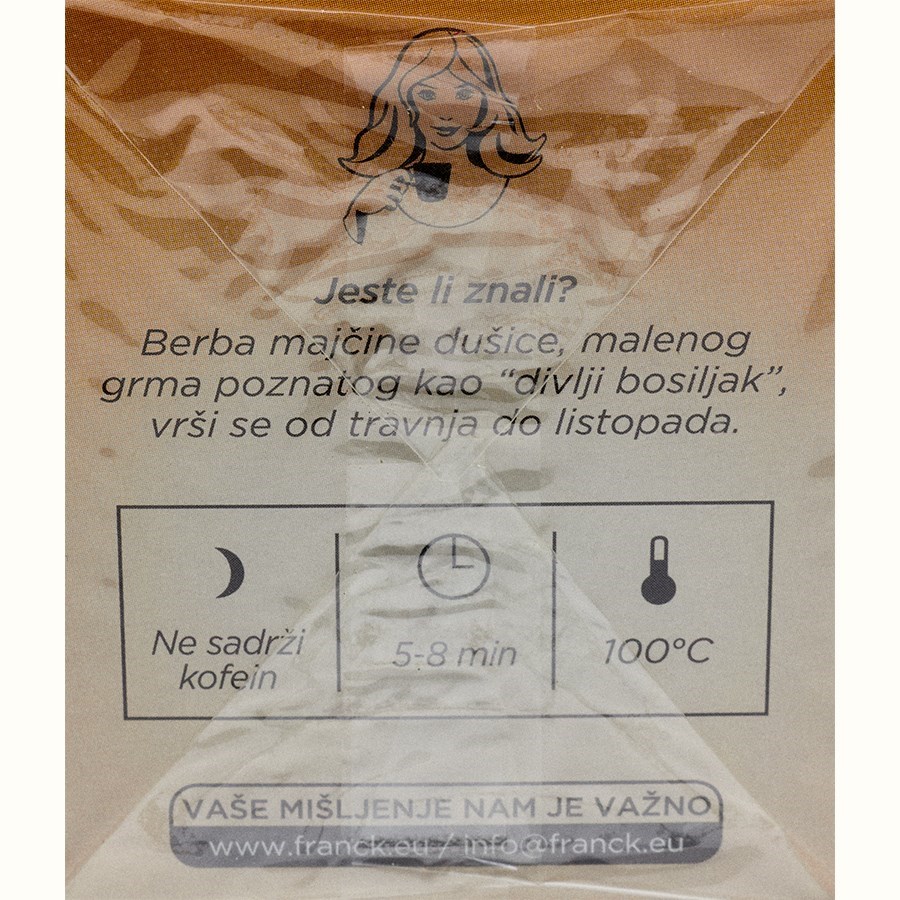 Jeste li znali?
Berba majčine dušice, malenog
grma poznatog kao “divlji bosiljak”,
vrši se od travnja do listopada.
Ne sadrži
kofein
5-8 min
100°C
VAŠE MIŠLJENJE NAM JE VAŽNO
www.franck.eu / info@franck.eu